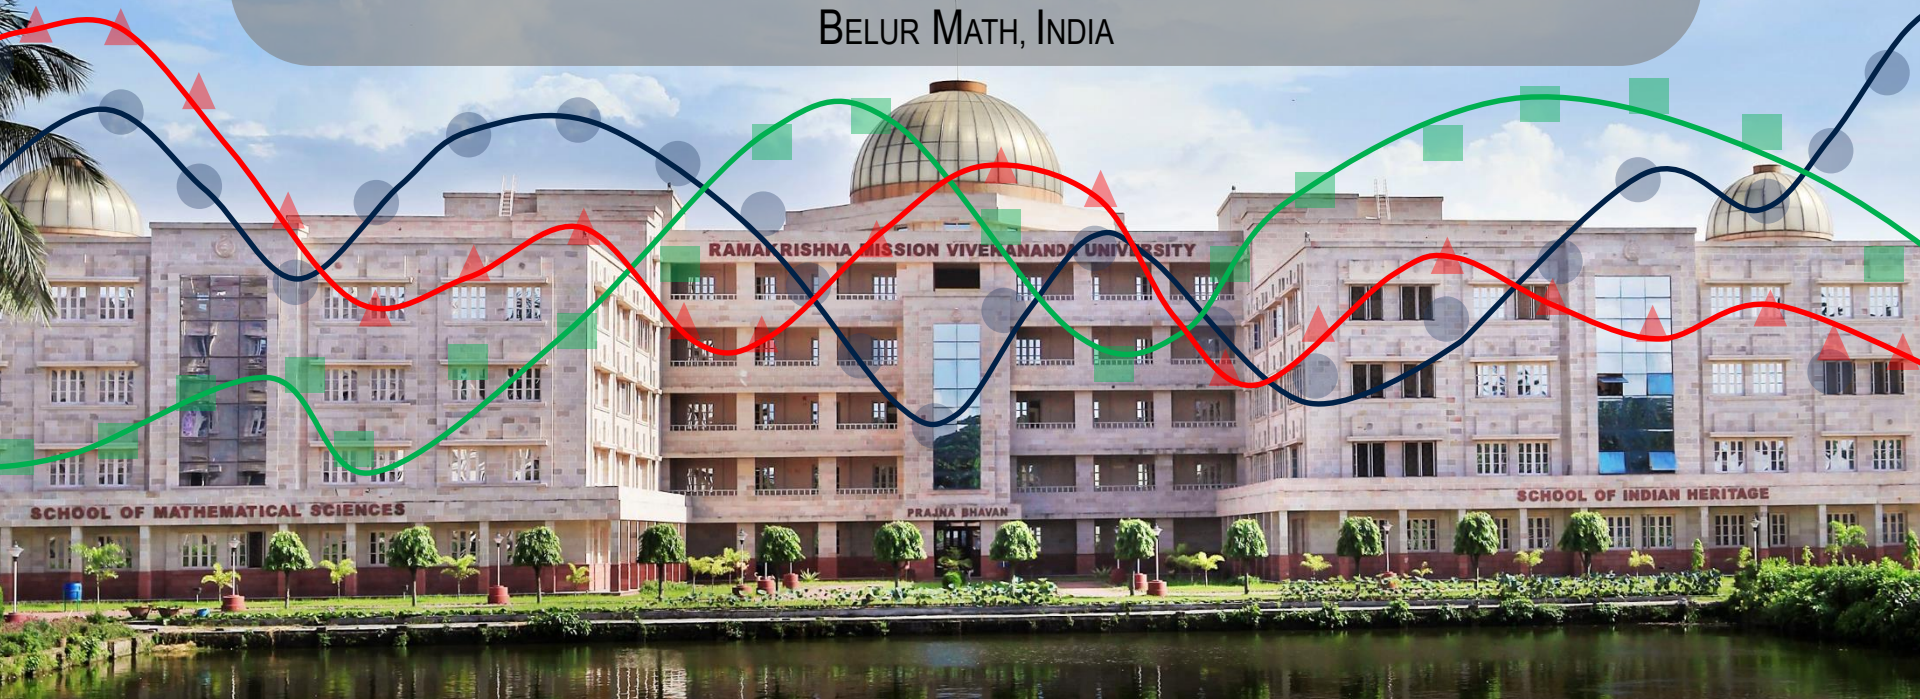 BELUR MATH, INDIA
RAMAKRISHNA MISSION VIVEKANANDA UNIVERSITY
SCHOOL OF MATHEMATICAL SCIENCES
PRAJNA BHAVAN
SCHOOL OF INDIAN HERITAGE